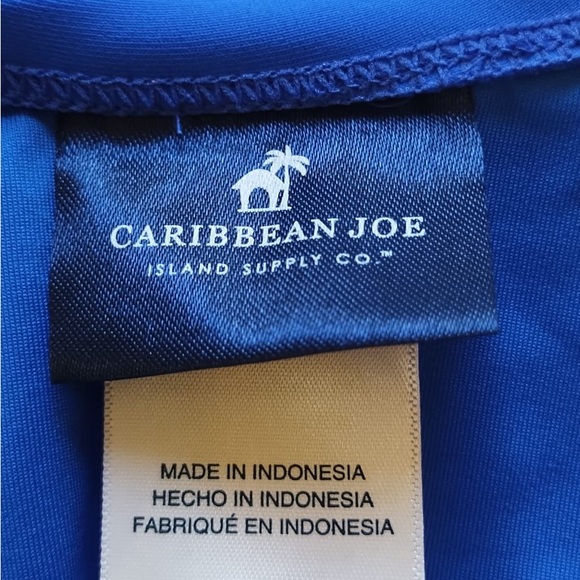 CARIBBEAN JOE
ISLAND SUPPLY CO.™
MADE IN INDONESIA
HECHO IN INDONESIA
FABRIQUÉ EN INDONESIA